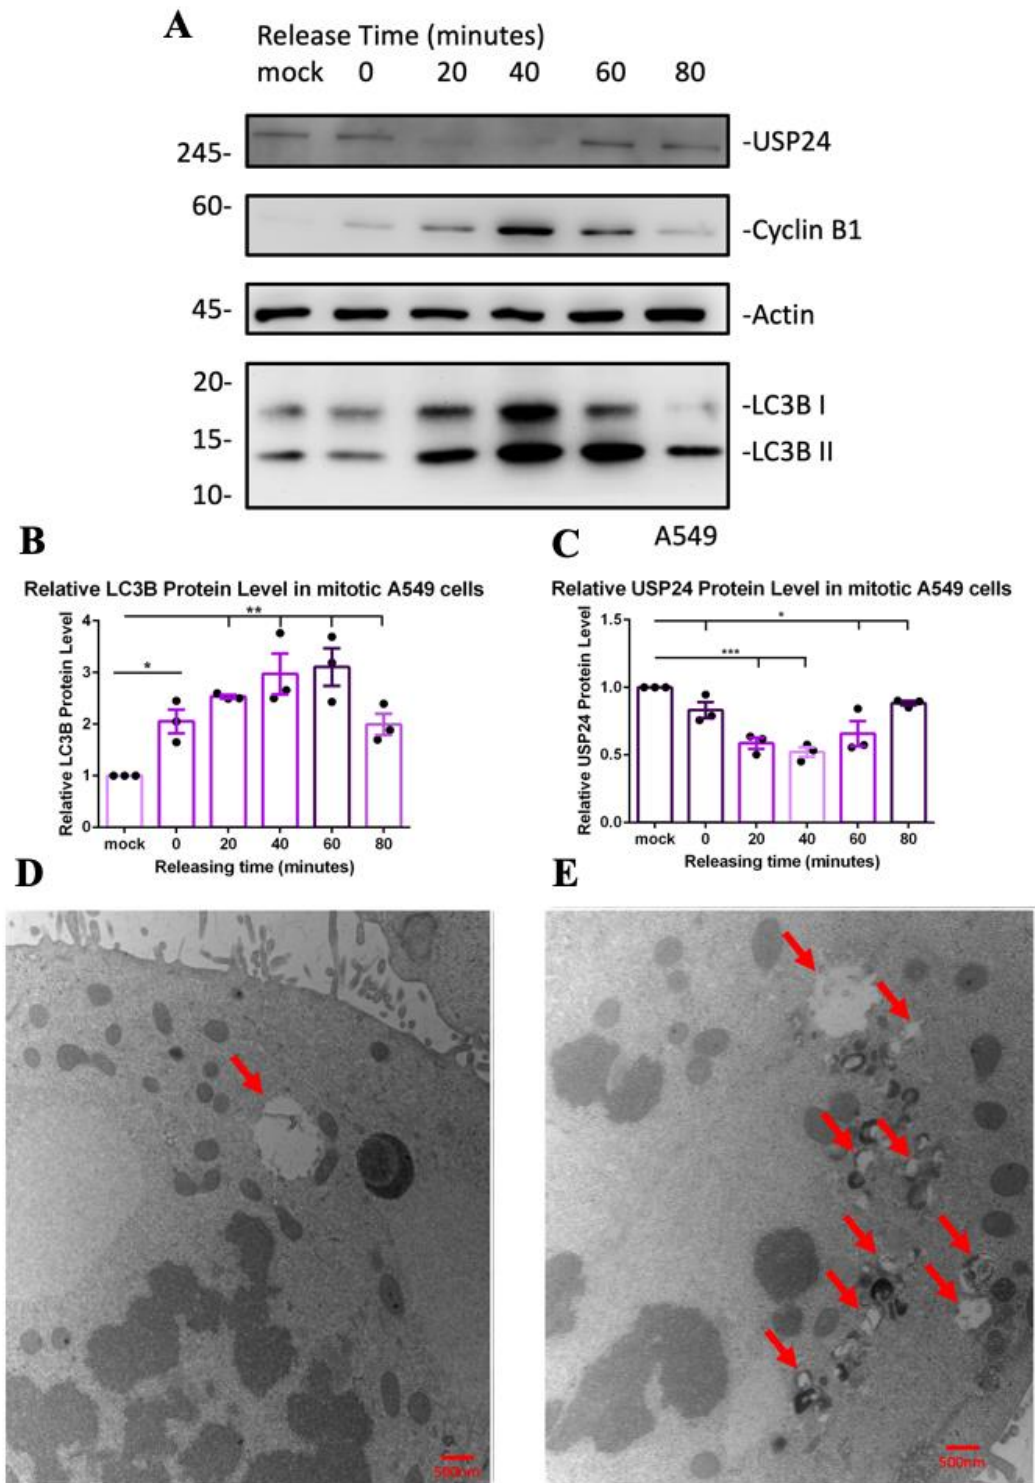 A
Release Time (minutes)
mock 0 20 40 60 80
245-
-USP24
60-
-Cyclin B1
45-
-Actin
20-
-LC3B I
15-
-LC3B II
10-
A549
B
Relative LC3B Protein Level in mitotic A549 cells
Relative LC3B Protein Level
4
3
2
1
0
*
**
mock 0 20 40 60 80
Releasing time (minutes)
C
Relative USP24 Protein Level in mitotic A549 cells
Relative USP24 Protein Level
1.5
1.0
0.5
0.0
*
***
mock 0 20 40 60 80
Releasing time (minutes)
D
500nm
E
500nm